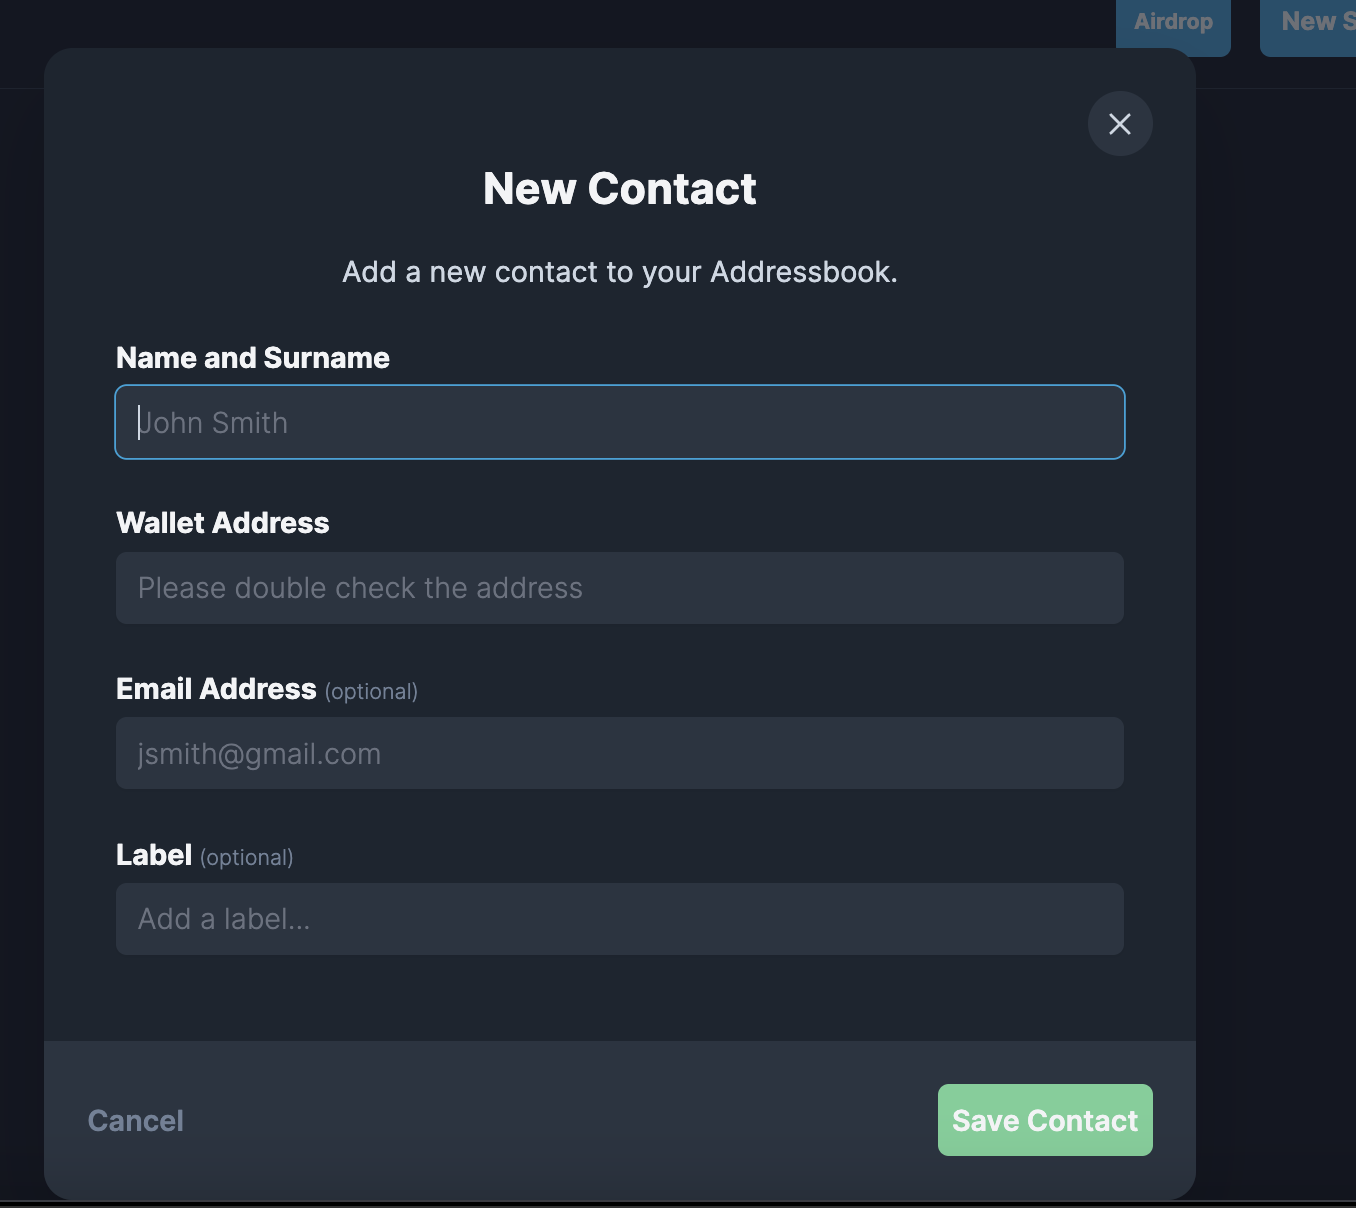 Airdrop
New S
New Contact
Add a new contact to your Addressbook.
Name and Surname
John Smith
Wallet Address
Please double check the address
Email Address (optional)
jsmith@gmail.com
Label (optional)
Add a label...
Cancel
Save Contact